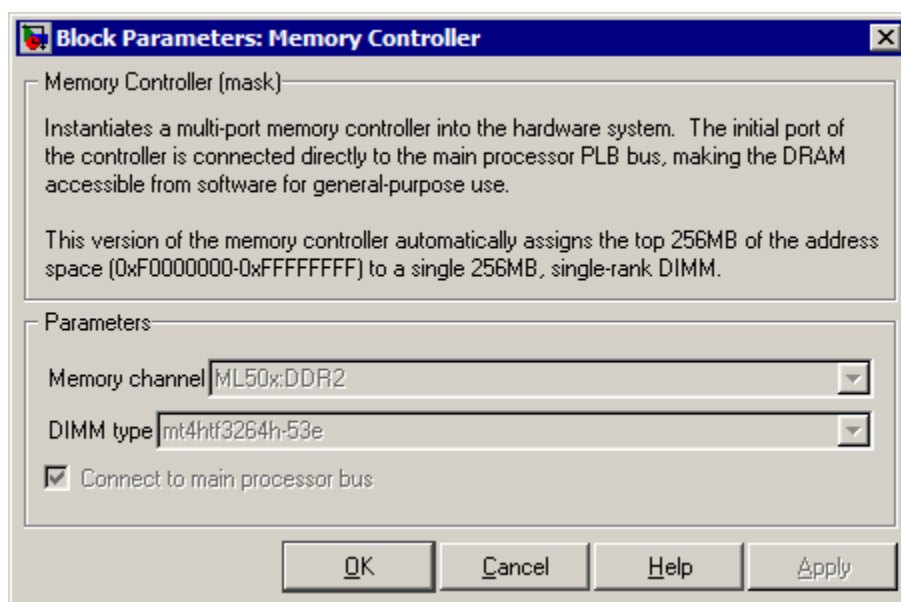 Block Parameters: Memory Controller
Memory Controller (mask)
Instantiates a multi-port memory controller into the hardware system.  The initial port of
the controller is connected directly to the main processor PLB bus, making the DRAM
accessible from software for general-purpose use.
This version of the memory controller automatically assigns the top 256MB of the address
space (0xF0000000-0xFFFFFFFF) to a single 256MB, single-rank DIMM.
Parameters
Memory channel ML50x:DDR2
DIMM type mt4htf3264h-53e
Connect to main processor bus
OK Cancel Help Apply